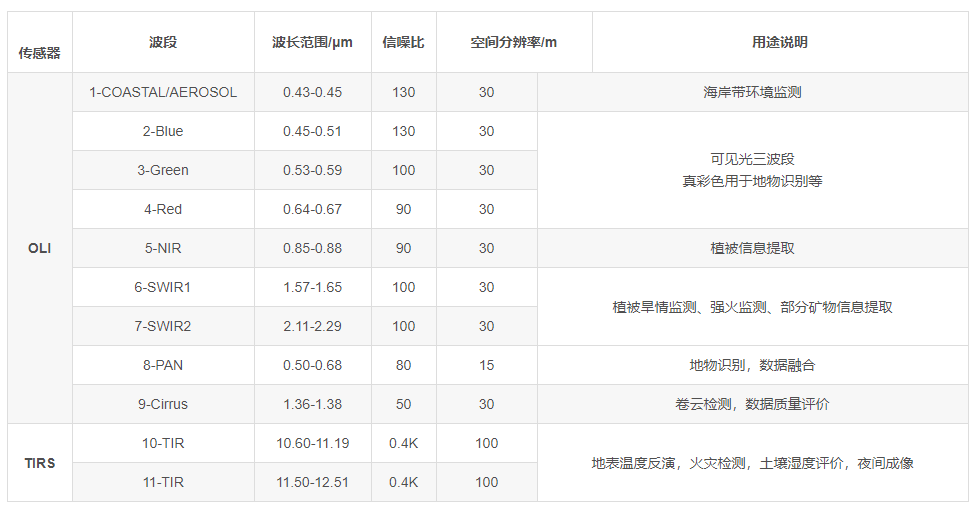 传感器 波段 波长范围/μm 信噪比 空间分辨率/m 用途说明
OLI
1-COASTAL/AEROSOL 0.43-0.45 130 30 海岸带环境监测
2-Blue 0.45-0.51 130 30
可见光三波段
真彩色用于地物识别等
3-Green 0.53-0.59 100 30
4-Red 0.64-0.67 90 30
5-NIR 0.85-0.88 90 30 植被信息提取
6-SWIR1 1.57-1.65 100 30
植被旱情监测、强火监测、部分矿物信息提取
7-SWIR2 2.11-2.29 100 30
8-PAN 0.50-0.68 80 15 地物识别，数据融合
9-Cirrus 1.36-1.38 50 30 卷云检测，数据质量评价
TIRS
10-TIR 10.60-11.19 0.4K 100
地表温度反演，火灾检测，土壤湿度评价，夜间成像
11-TIR 11.50-12.51 0.4K 100